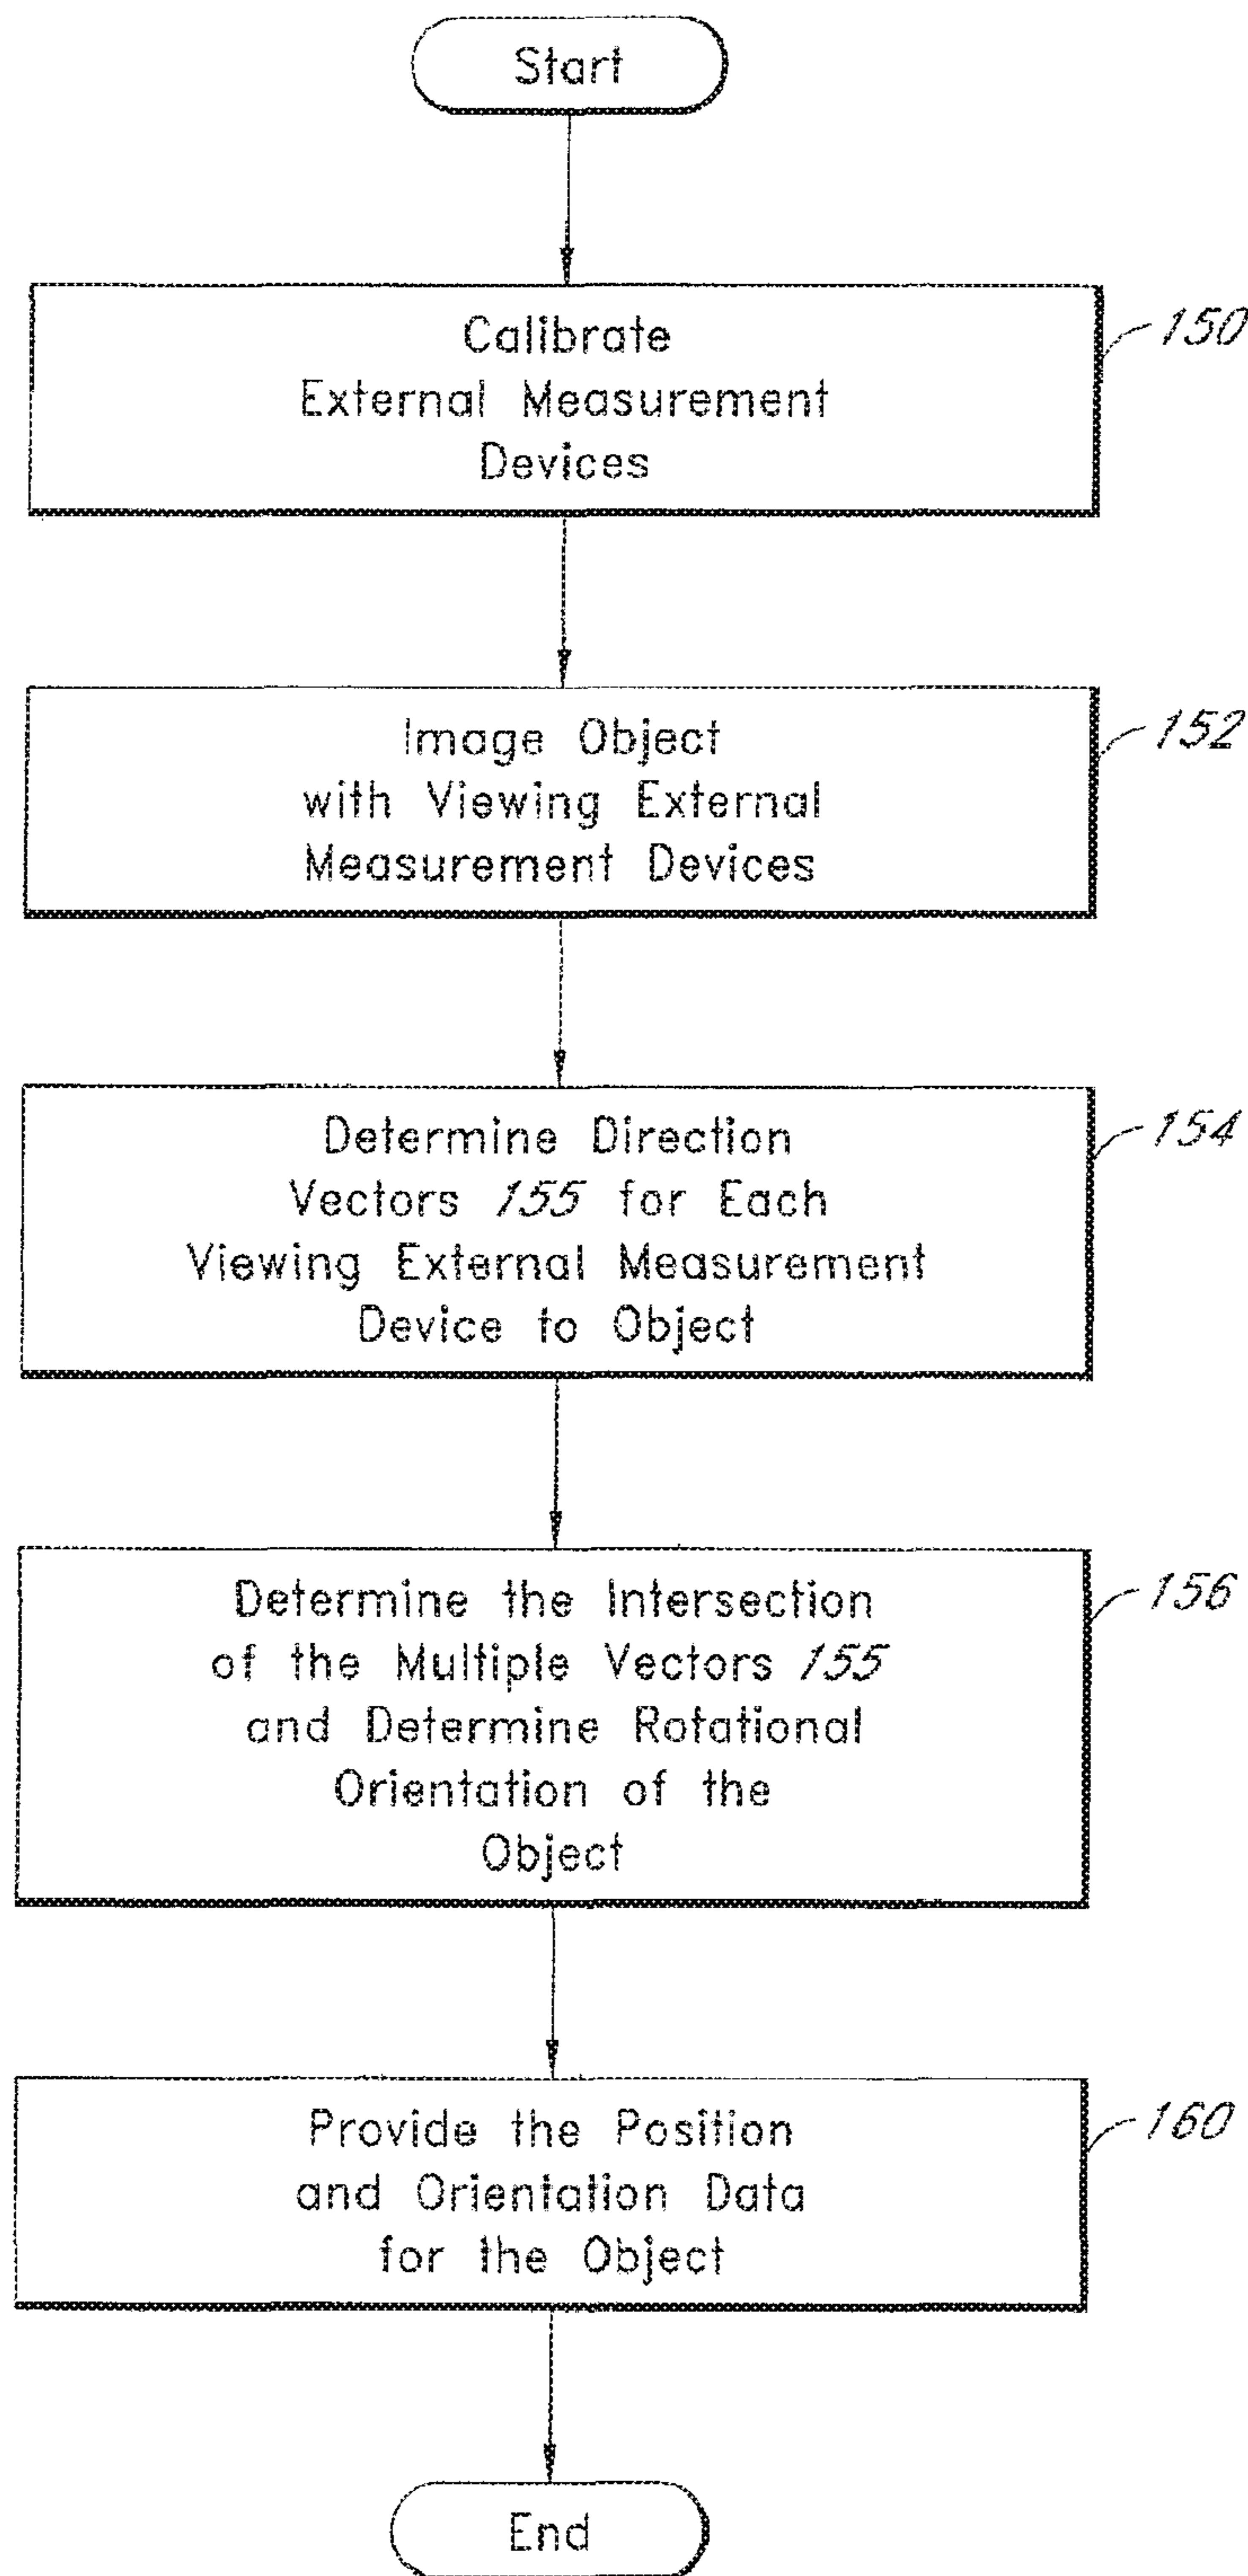 Start
Calibrate
External Measurement
Devices
150
Image Object
with Viewing External
Measurement Devices
152
Determine Direction
Vectors 155 for Each
Viewing External Measurement
Device to Object
154
Determine the Intersection
of the Multiple Vectors 155
and Determine Rotational
Orientation of the
Object
156
Provide the Position
and Orientation Data
for the Object
160
End